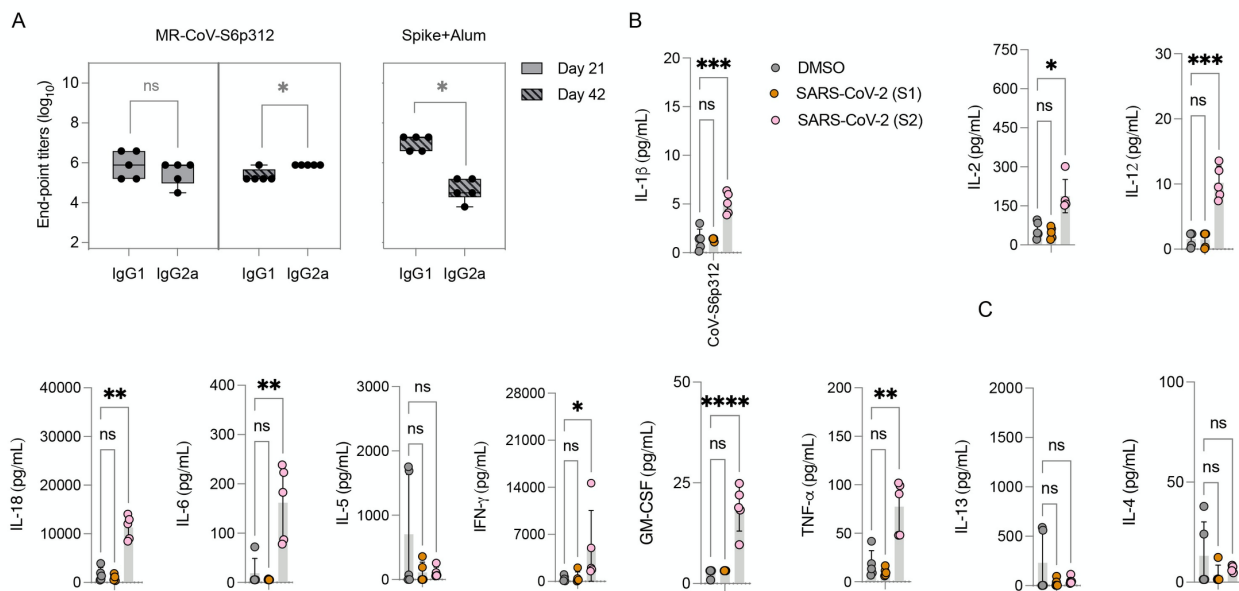 A
MR-CoV-S6p312
Spike+Alum
End-point titers (log10)
10
8
6
4
2
ns
*
*
IgG1
IgG2a
IgG1
IgG2a
IgG1
IgG2a
Day 21
Day 42
B
IL-1β (pg/mL)
20
15
10
5
0
***
ns
CoV-S6p312
DMSO
SARS-CoV-2 (S1)
SARS-CoV-2 (S2)
IL-2 (pg/mL)
750
600
450
300
150
0
*
ns
IL-12 (pg/mL)
30
20
10
0
***
ns
C
IL-18 (pg/mL)
40000
30000
20000
10000
0
**
ns
IL-6 (pg/mL)
400
300
200
100
0
**
ns
IL-5 (pg/mL)
3000
2000
1000
0
ns
ns
IFN-γ (pg/mL)
28000
21000
14000
7000
0
*
ns
GM-CSF (pg/mL)
50
25
0
****
ns
TNF-α (pg/mL)
200
150
100
50
0
**
ns
IL-13 (pg/mL)
2000
1500
1000
500
0
ns
ns
IL-4 (pg/mL)
100
50
0
ns
ns